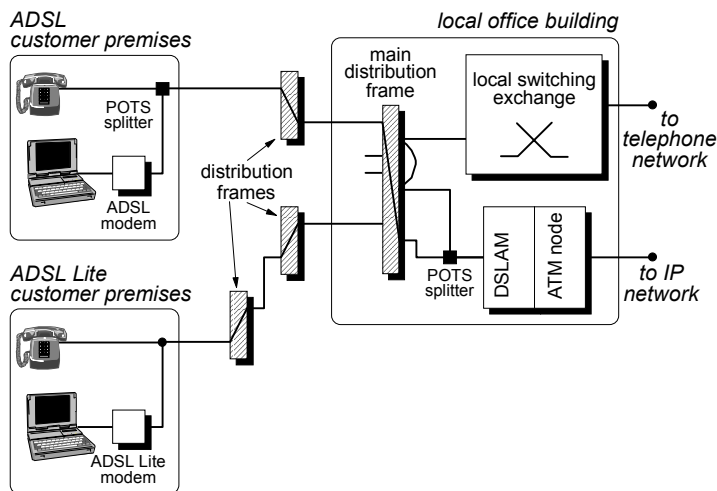 ADSL
customer premises
POTS
splitter
ADSL
modem
distribution
frames
ADSL Lite
customer premises
ADSL Lite
modem
local office building
main
distribution
frame
local switching
exchange
to
telephone
network
POTS
splitter
DSLAM
ATM node
to IP
network